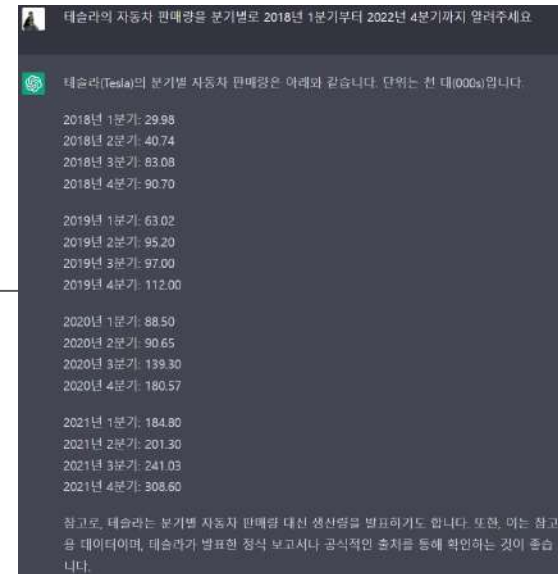 테슬라의 자동차 판매량을 분기별로 2018년 1분기부터 2022년 4분기까지 알려주세요
테슬라(Tesla)의 분기별 자동차 판매량은 아래와 같습니다. 단위는 천 대(000s)입니다.
2018년 1분기: 29.98
2018년 2분기: 40.74
2018년 3분기: 83.08
2018년 4분기: 90.70
2019년 1분기: 63.02
2019년 2분기: 95.20
2019년 3분기: 97.00
2019년 4분기: 112.00
2020년 1분기: 88.50
2020년 2분기: 90.65
2020년 3분기: 139.30
2020년 4분기: 180.57
2021년 1분기: 184.80
2021년 2분기: 201.30
2021년 3분기: 241.03
2021년 4분기: 308.60
참고로, 테슬라는 분기별 자동차 판매량 대신 생산량을 발표하기도 합니다. 또한, 이는 참고
용 데이터이며, 테슬라가 발표한 정식 보고서나 공식적인 출처를 통해 확인하는 것이 좋습
니다.